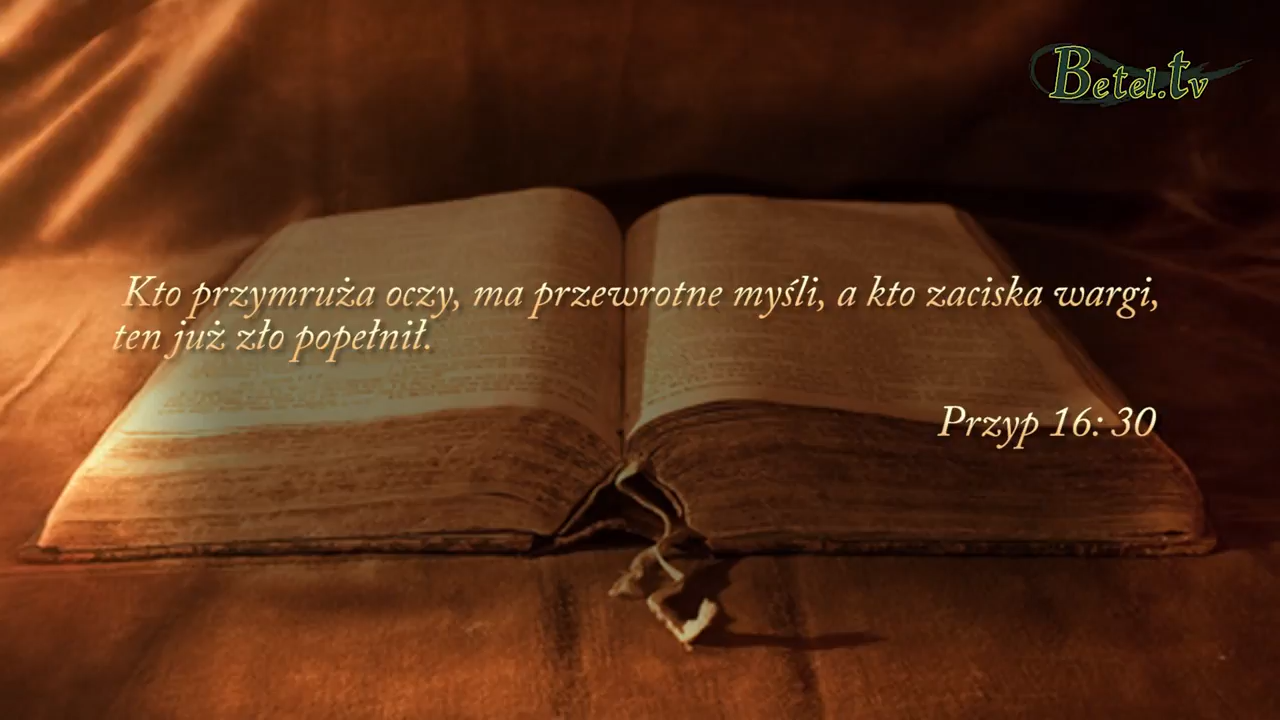 Betel.tv
Kto przymruża oczy, ma przewrotne myśli, a kto zaciska wargi,
ten już zło popełnił.
Przyp 16: 30